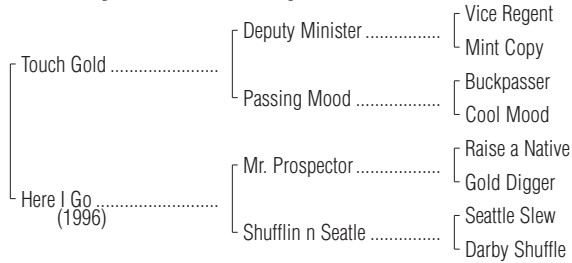 Vice Regent
Deputy Minister ................
Mint Copy
Touch Gold ......................
Buckpasser
Passing Mood ..................
Cool Mood
Raise a Native
Mr. Prospector .................
Gold Digger
Here I Go .........................
(1996)
Seattle Slew
Shufflin n Seatle ..............
Darby Shuffle